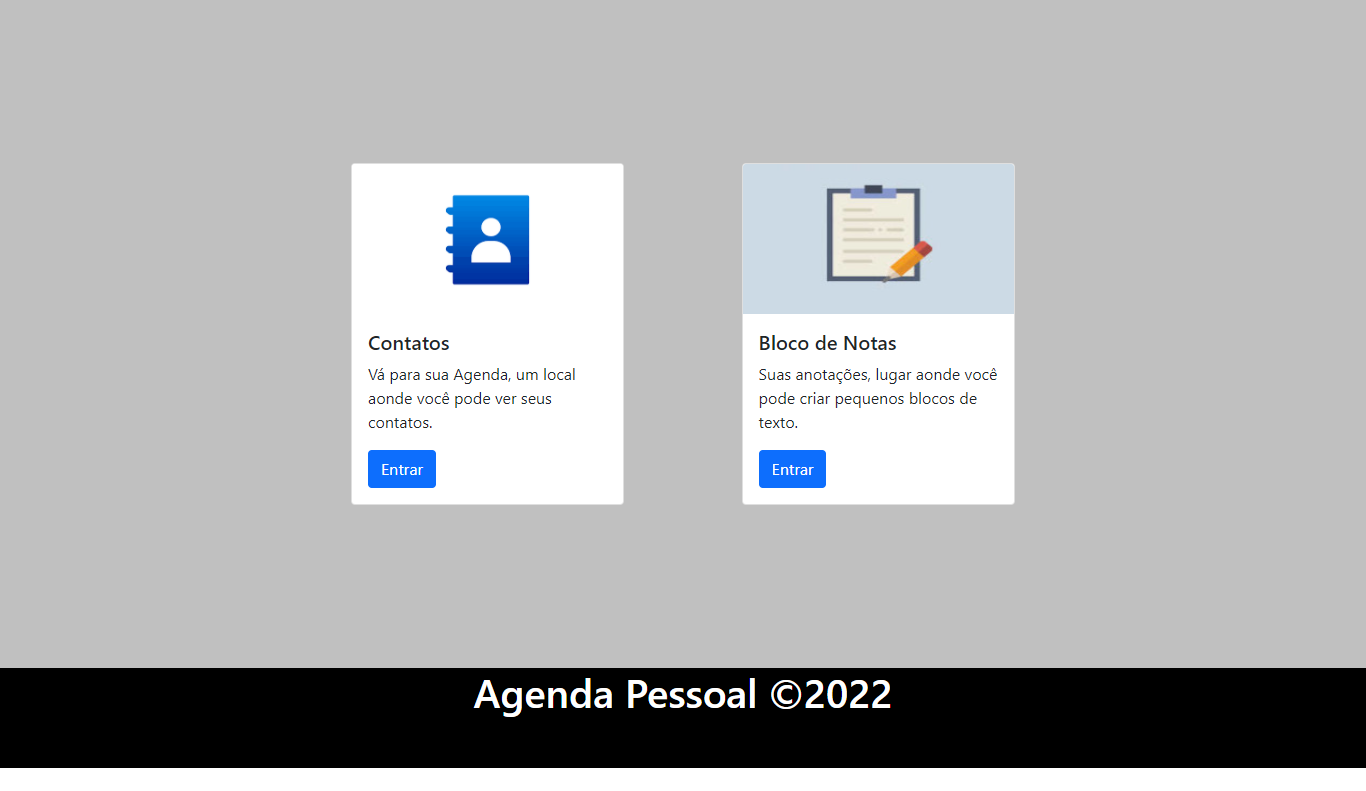 Contatos
Vá para sua Agenda, um local
aonde você pode ver seus
contatos.
Entrar
Bloco de Notas
Suas anotações, lugar aonde você
pode criar pequenos blocos de
texto.
Entrar
Agenda Pessoal ©2022